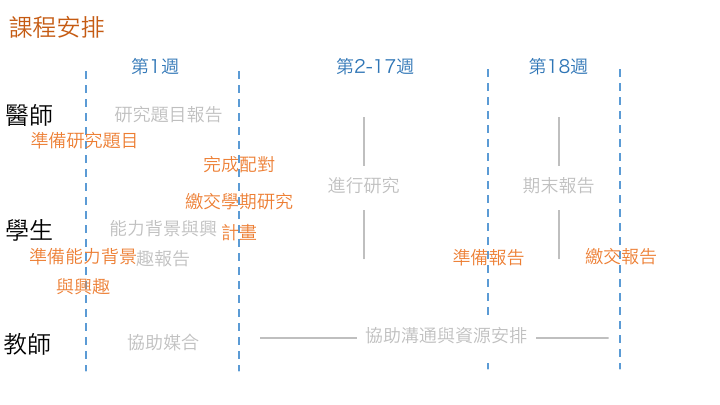 課程安排
第1週
第2-17週
第18週
醫師
研究題目報告
準備研究題目
完成配對
進行研究
期末報告
繳交學期研究
計畫
學生
能力背景與興
趣報告
準備能力背景
與興趣
準備報告
繳交報告
教師
協助媒合
協助溝通與資源安排